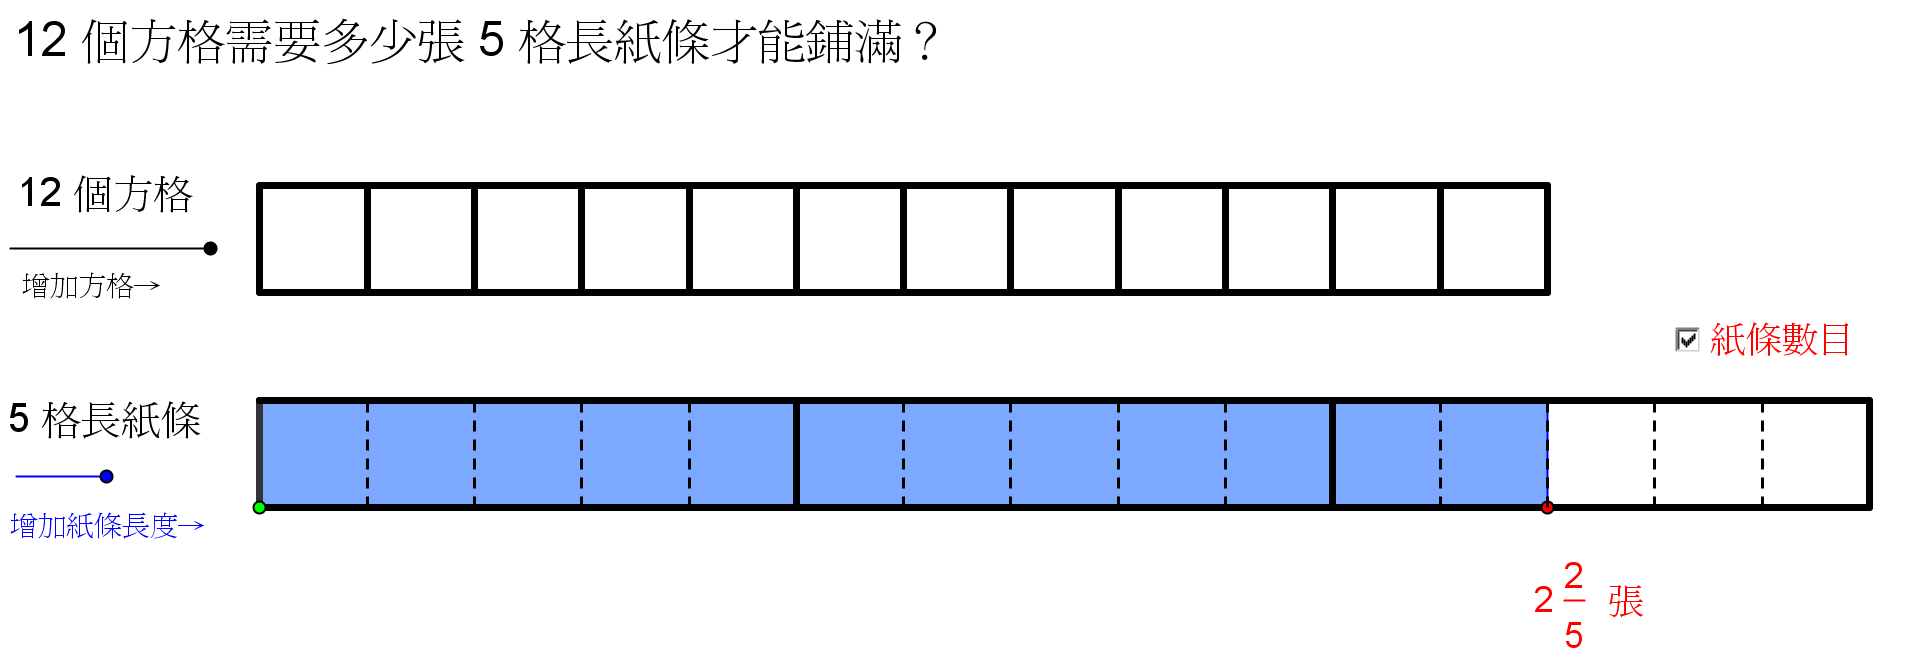 12 個方格需要多少張 5 格長紙條才能鋪滿？
12 個方格
增加方格→
紙條數目
5 格長紙條
增加紙條長度→
2 2/5 張